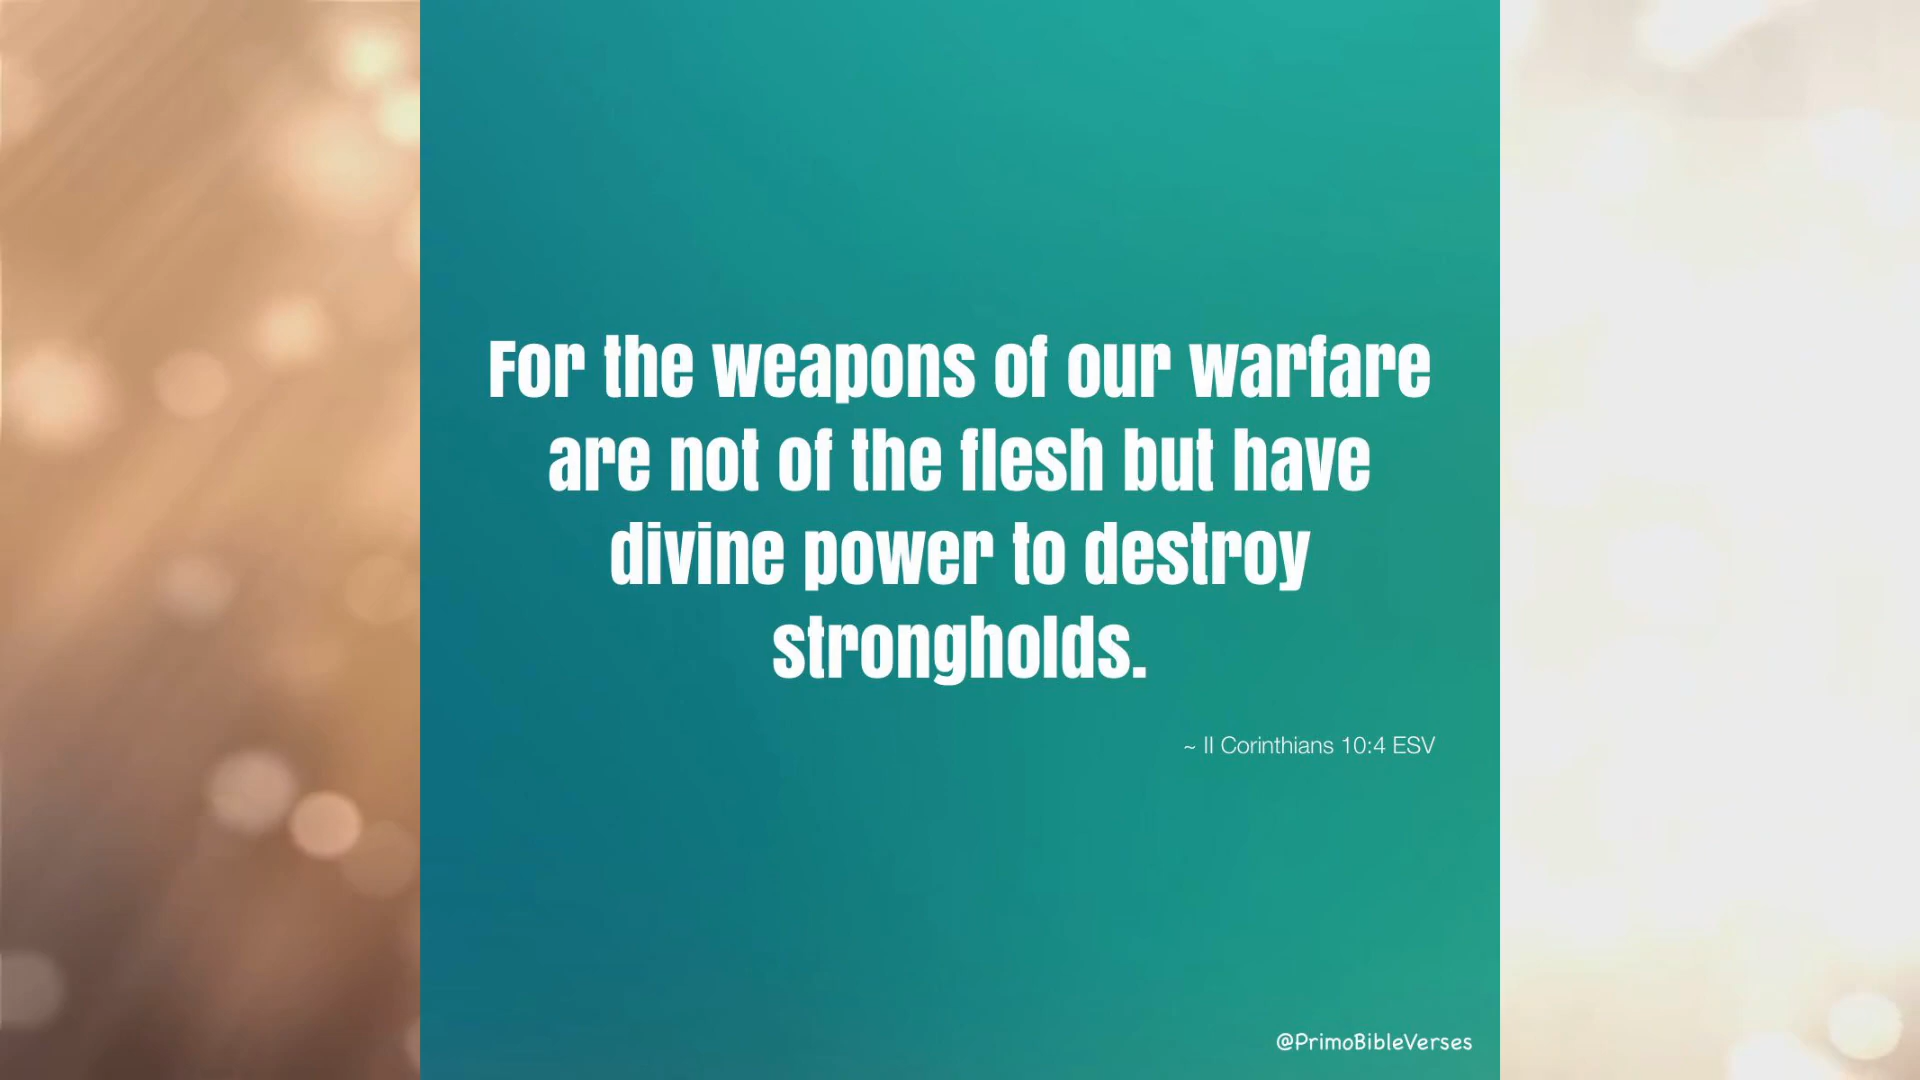 For the weapons of our warfare
are not of the flesh but have
divine power to destroy
strongholds.
~ II Corinthians 10:4 ESV
@PrimoBibleVerses